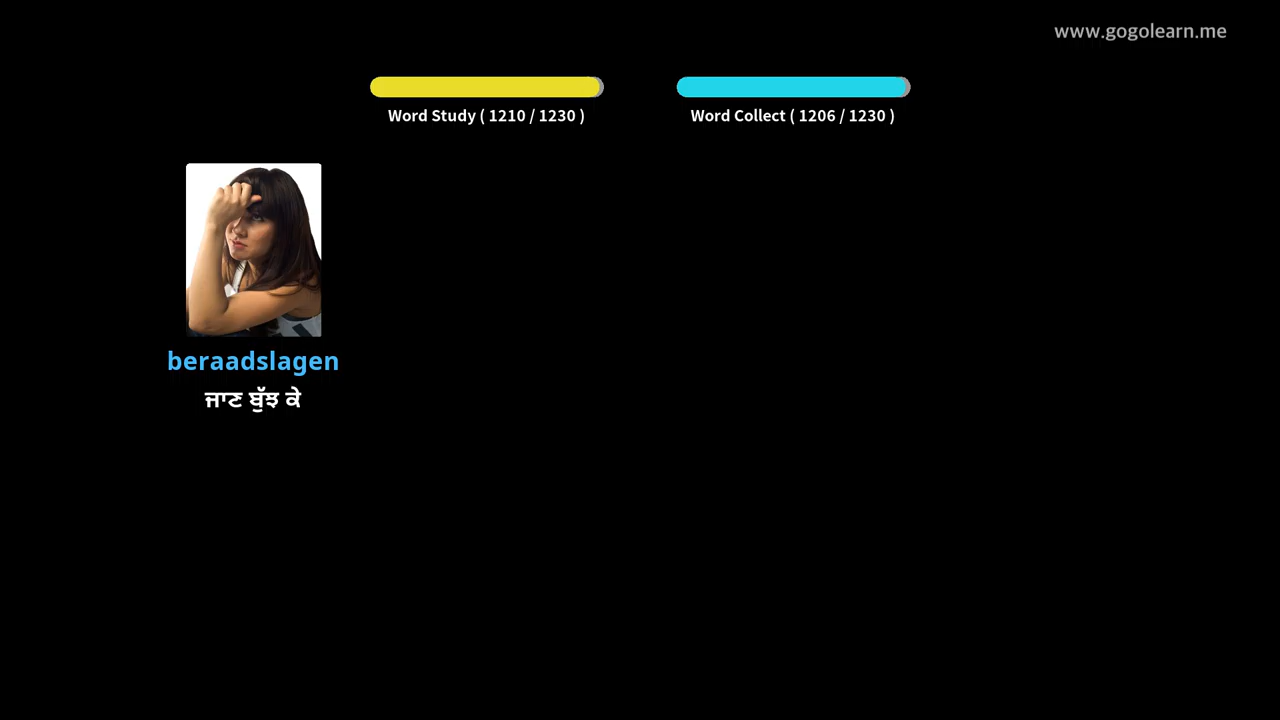 www.gogolearn.me
Word Study ( 1210 / 1230 )
Word Collect ( 1206 / 1230 )
beraadslagen
ਜਾਣ ਬੁੱਝ ਕੇ